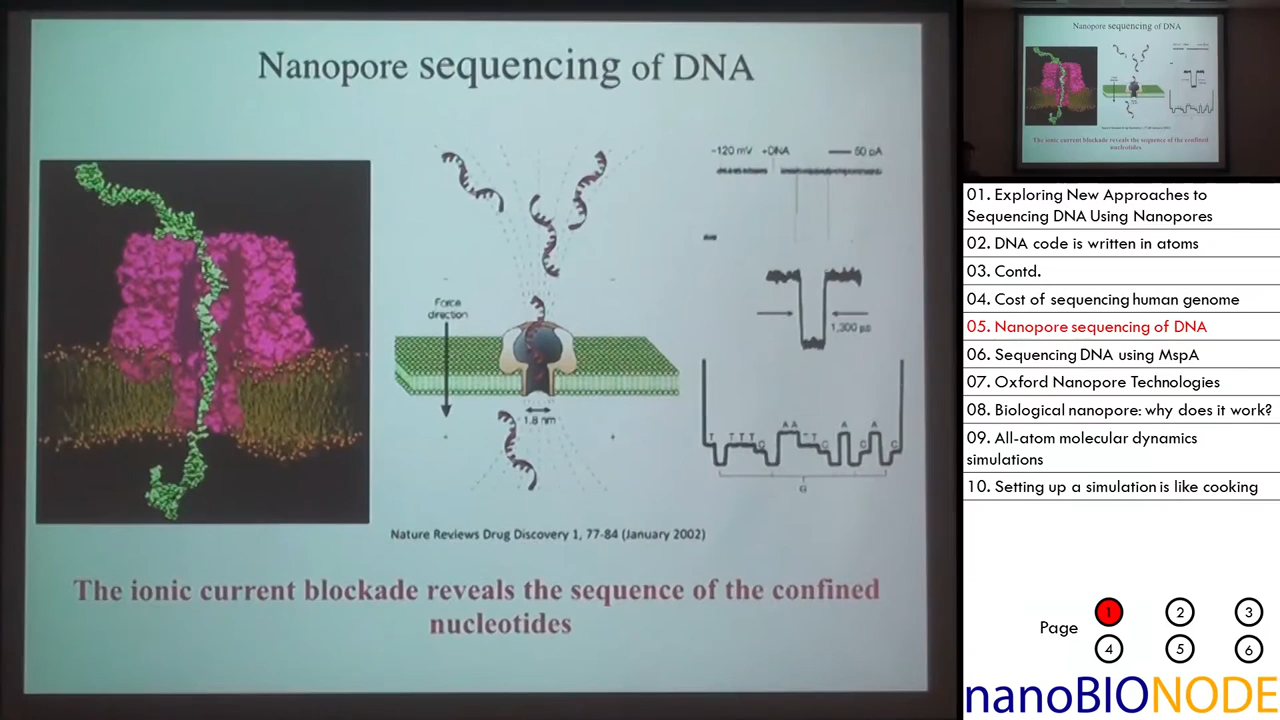 Nanopore sequencing of DNA
-120 mV +DNA 50 pA
Force
direction
1,300 µs
1.8 nm
T T T T C A A T T C A C A C
G
Nature Reviews Drug Discovery 1, 77-84 (January 2002)
The ionic current blockade reveals the sequence of the confined
nucleotides
Nanopore sequencing of DNA
The ionic current blockade reveals the sequence of the confined
nucleotides
01. Exploring New Approaches to
Sequencing DNA Using Nanopores
02. DNA code is written in atoms
03. Contd.
04. Cost of sequencing human genome
05. Nanopore sequencing of DNA
06. Sequencing DNA using MspA
07. Oxford Nanopore Technologies
08. Biological nanopore: why does it work?
09. All-atom molecular dynamics
simulations
10. Setting up a simulation is like cooking
Page
1 2 3
4 5 6
nanoBIONODE